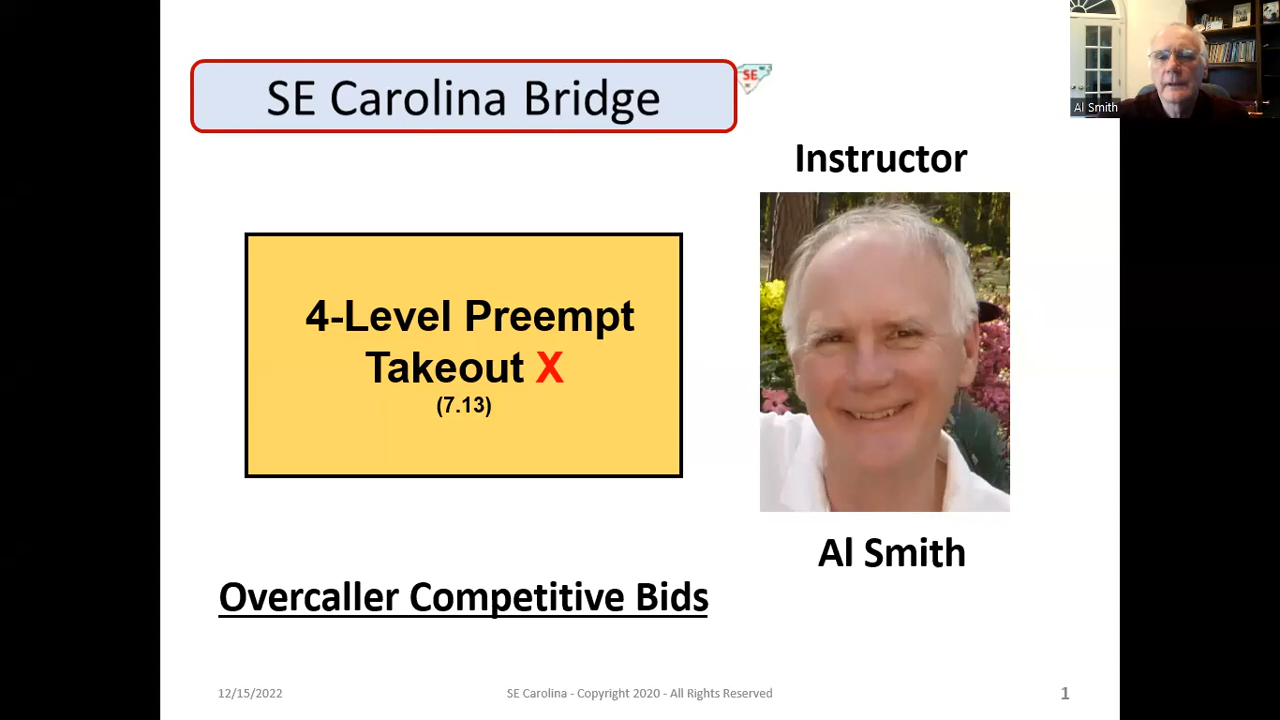 SE Carolina Bridge
SE
Al Smith
Instructor
4-Level Preempt
Takeout X
(7.13)
Al Smith
Overcaller Competitive Bids
12/15/2022
SE Carolina - Copyright 2020 - All Rights Reserved
1